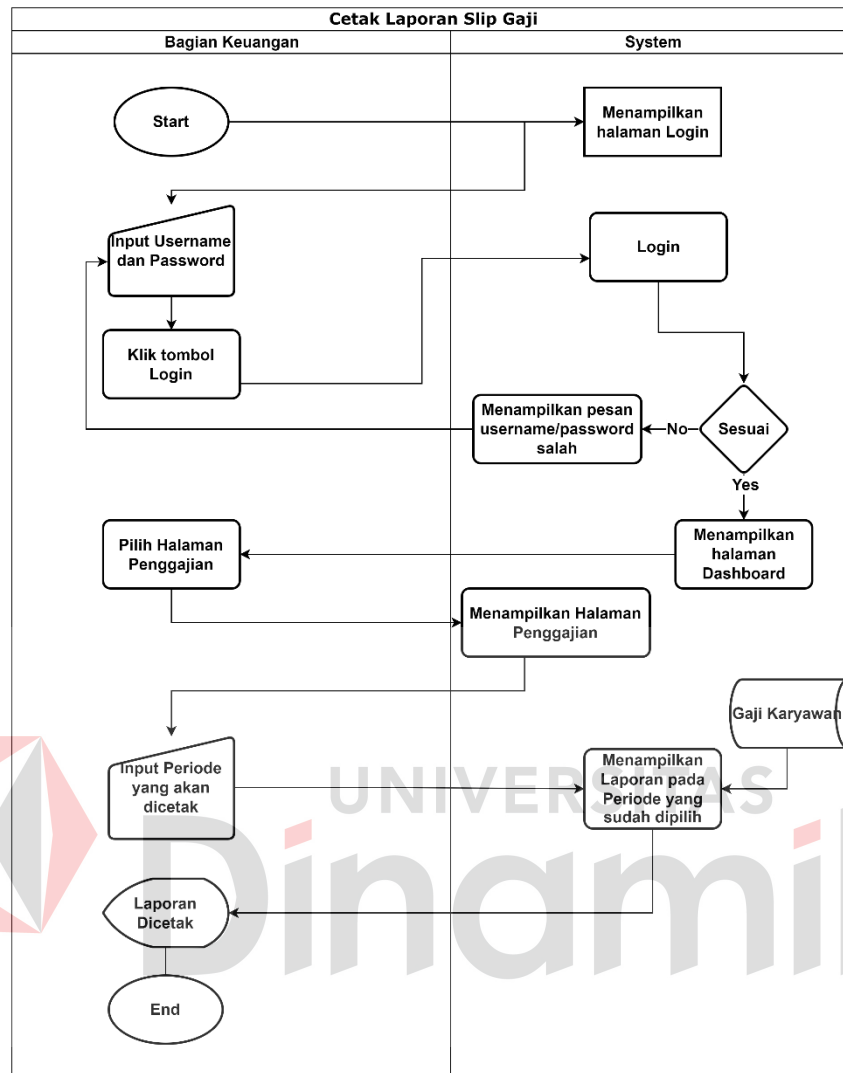 Cetak Laporan Slip Gaji
Bagian Keuangan
System
Start
Menampilkan
halaman Login
Input Username
dan Password
Login
Klik tombol
Login
Menampilkan pesan
username/password
salah
No
Sesuai
Yes
Pilih Halaman
Penggajian
Menampilkan
halaman
Dashboard
Menampilkan Halaman
Penggajian
Gaji Karyawan
Input Periode
yang akan
dicetak
Menampilkan
Laporan pada
Periode yang
sudah dipilih
UNIVERSITAS
Dinami
Laporan
Dicetak
End